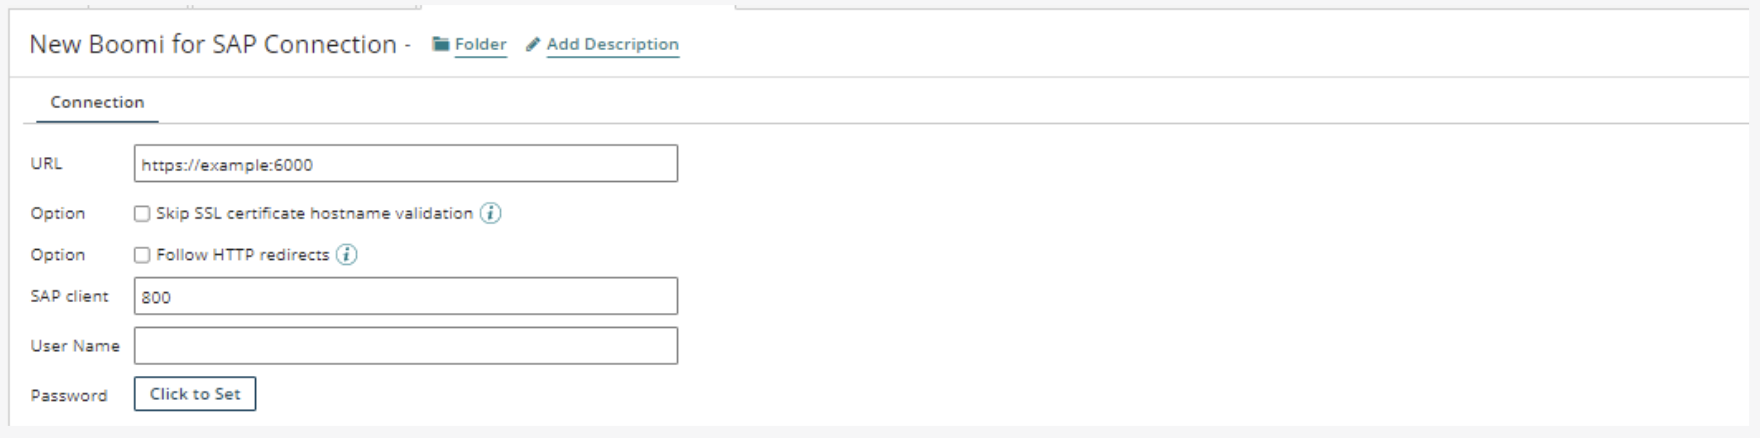 New Boomi for SAP Connection - Folder Add Description
Connection
URL https://example:6000
Option Skip SSL certificate hostname validation i
Option Follow HTTP redirects i
SAP client 800
User Name
Password Click to Set